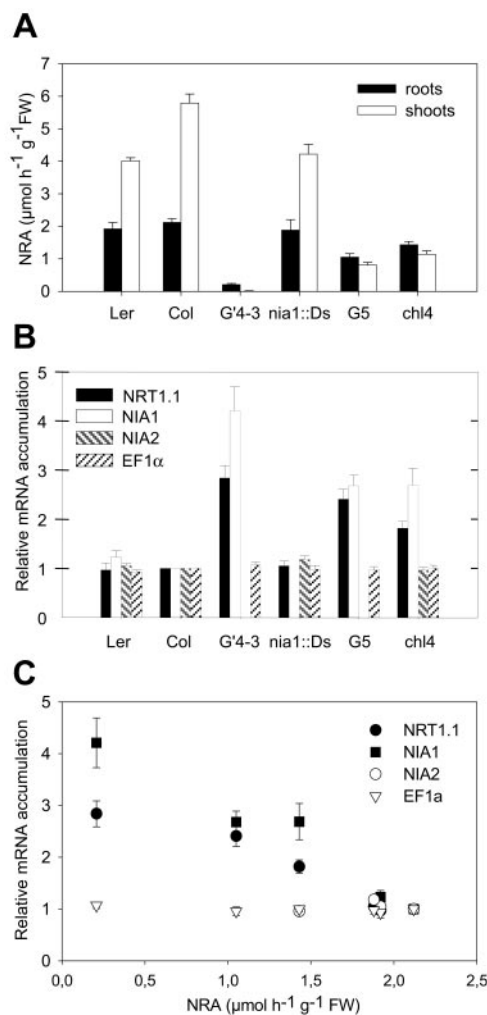 A
NRA (µmol h-1 g-1FW)
7
6
5
4
3
2
1
0
roots
shoots
Ler Col G'4-3 nia1::Ds G5 chl4
B
Relative mRNA accumulation
5
4
3
2
1
0
NRT1.1
NIA1
NIA2
EF1α
Ler Col G'4-3 nia1::Ds G5 chl4
C
Relative mRNA accumulation
5
4
3
2
1
0
NRT1.1
NIA1
NIA2
EF1a
0,0 0,5 1,0 1,5 2,0 2,5
NRA (µmol h-1 g-1 FW)